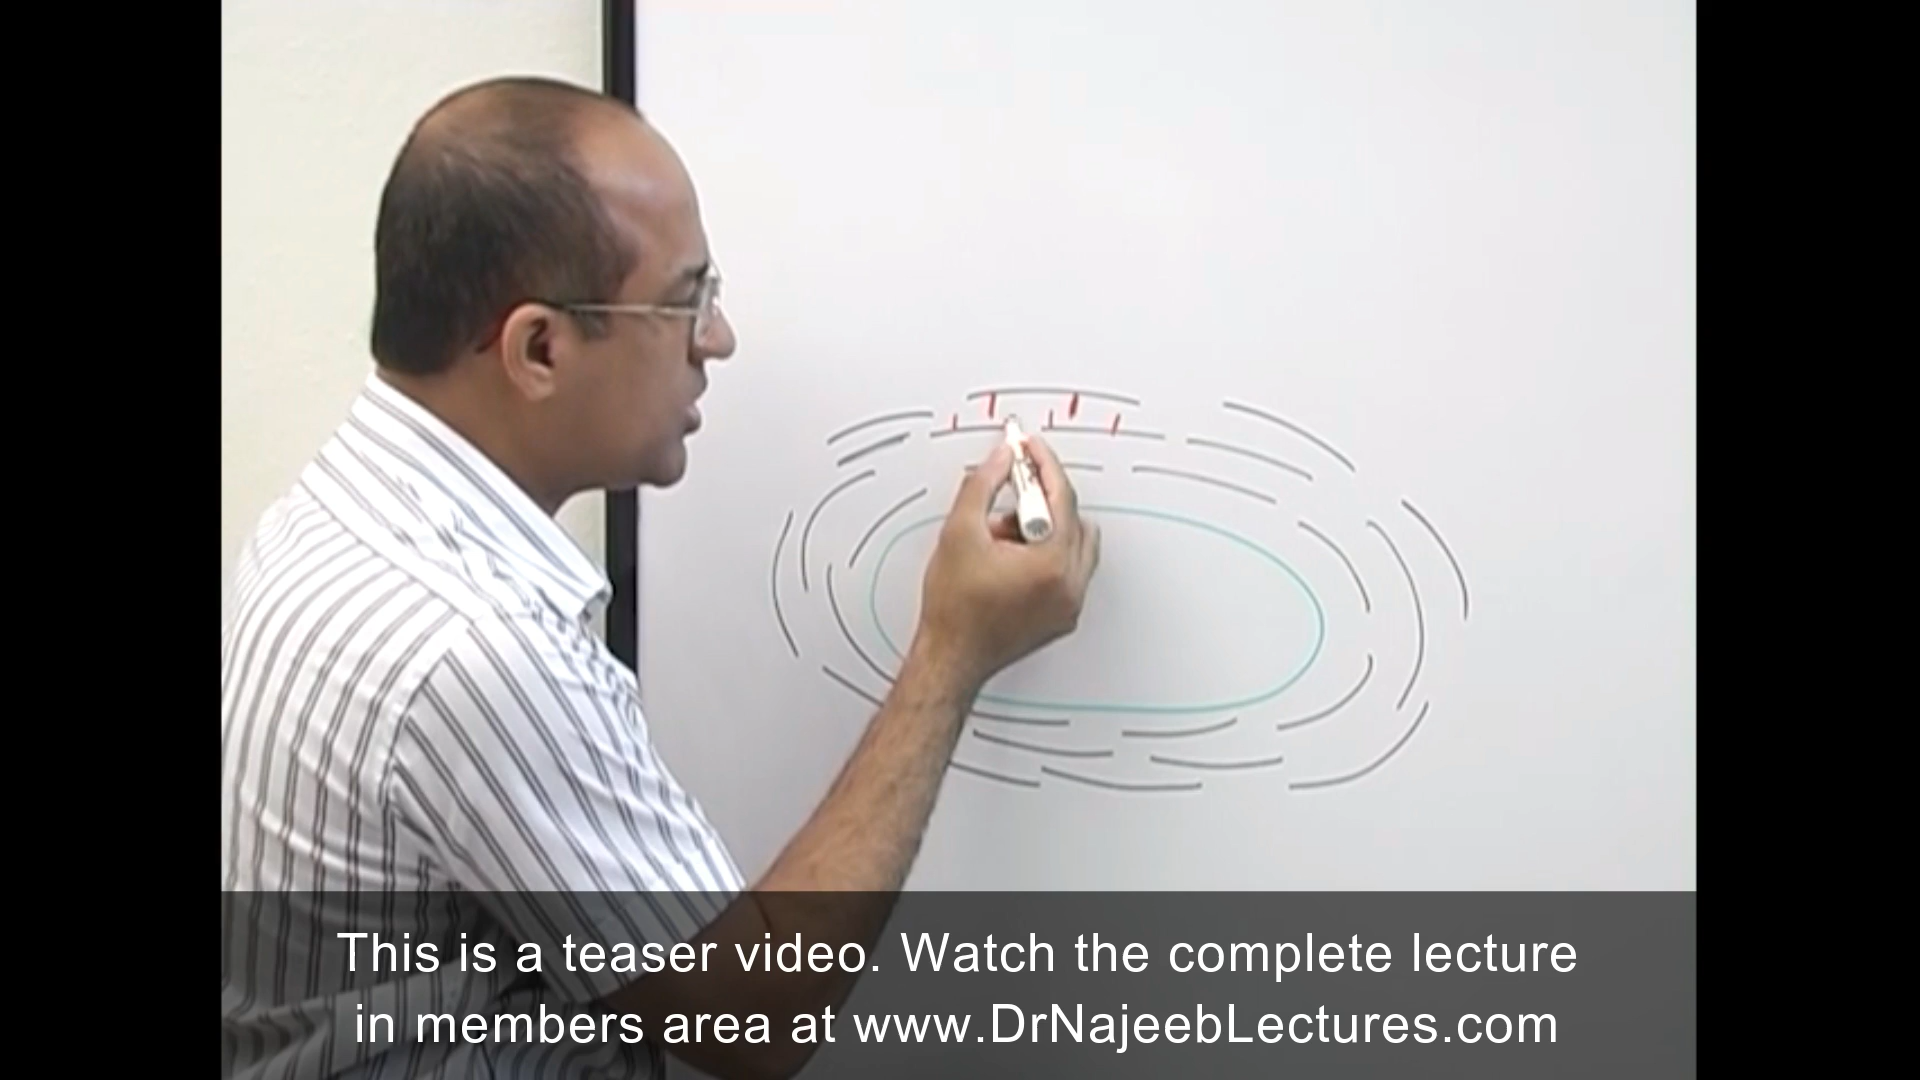 This is a teaser video. Watch the complete lecture
in members area at www.DrNajeebLectures.com